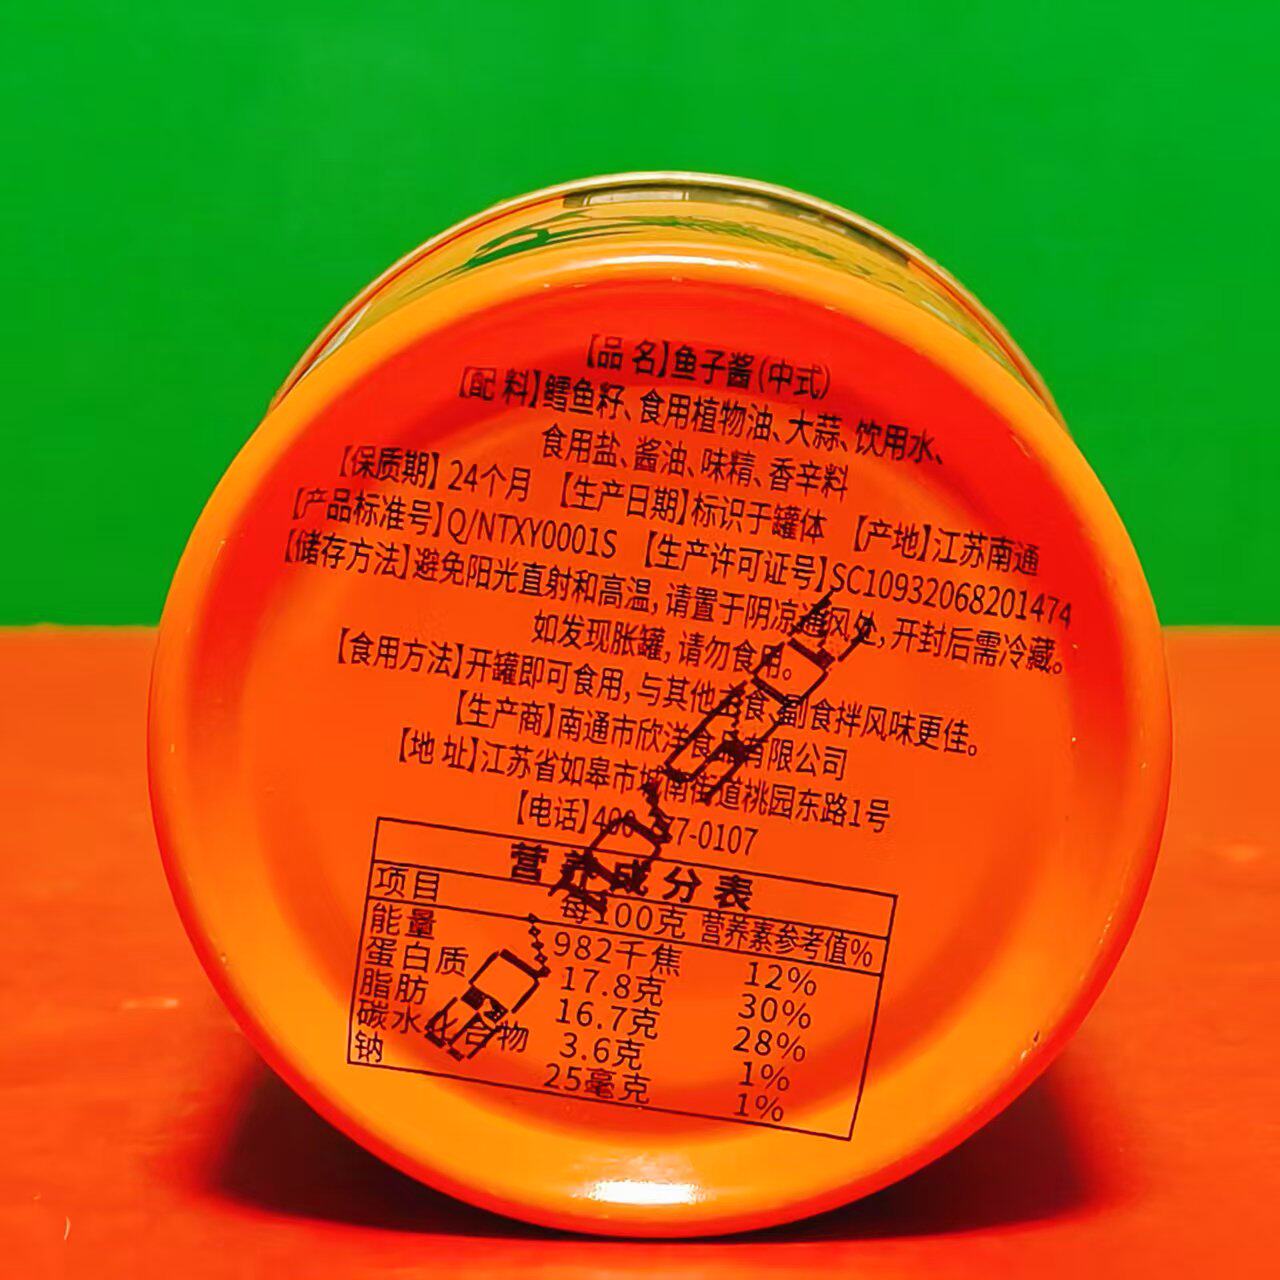 【品 名】鱼子酱(中式)
【配 料】鳕鱼籽、食用植物油、大蒜、饮用水、
食用盐、酱油、味精、香辛料
【保质期】24个月 【生产日期】标识于罐体 【产地】江苏南通
【产品标准号】Q/NTXY0001S 【生产许可证号】SC10932068201474
【储存方法】避免阳光直射和高温,请置于阴凉通风处,开封后需冷藏。
如发现胀罐,请勿食用。
【食用方法】开罐即可食用,与其他主食、副食拌风味更佳。
【生产商】南通市欣洋食品有限公司
【地 址】江苏省如皋市城南街道桃园东路1号
【电话】
营养成分表
项目 每100克 营养素参考值%
能量 982千焦 12%
蛋白质 17.8克 30%
脂肪 16.7克 28%
碳水化合物 3.6克 1%
钠 25毫克 1%